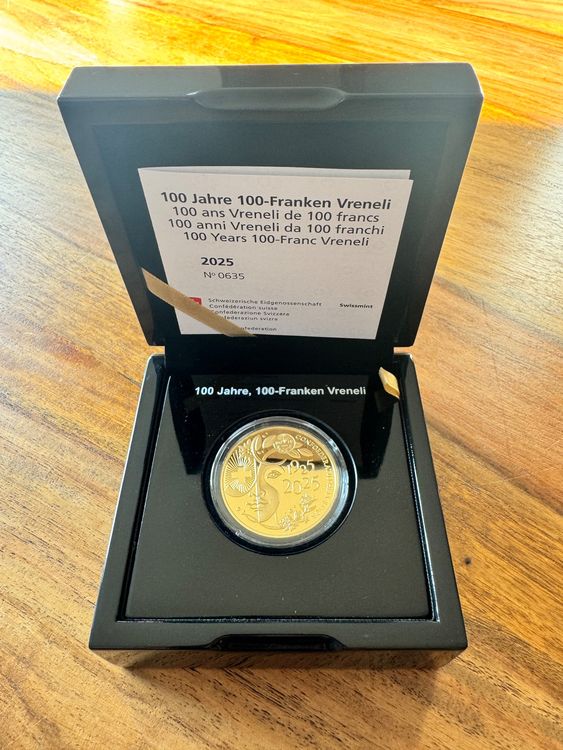 100 Jahre 100-Franken Vreneli
100 ans Vreneli de 100 francs
100 anni Vreneli da 100 franchi
100 Years 100-Franc Vreneli
2025
Nº 0635
Schweizerische Eidgenossenschaft
Swissmint
Confédération suisse
Confederazione Svizzera
Confederaziun svizra
Confederation
100 Jahre, 100-Franken Vreneli
1925
2025